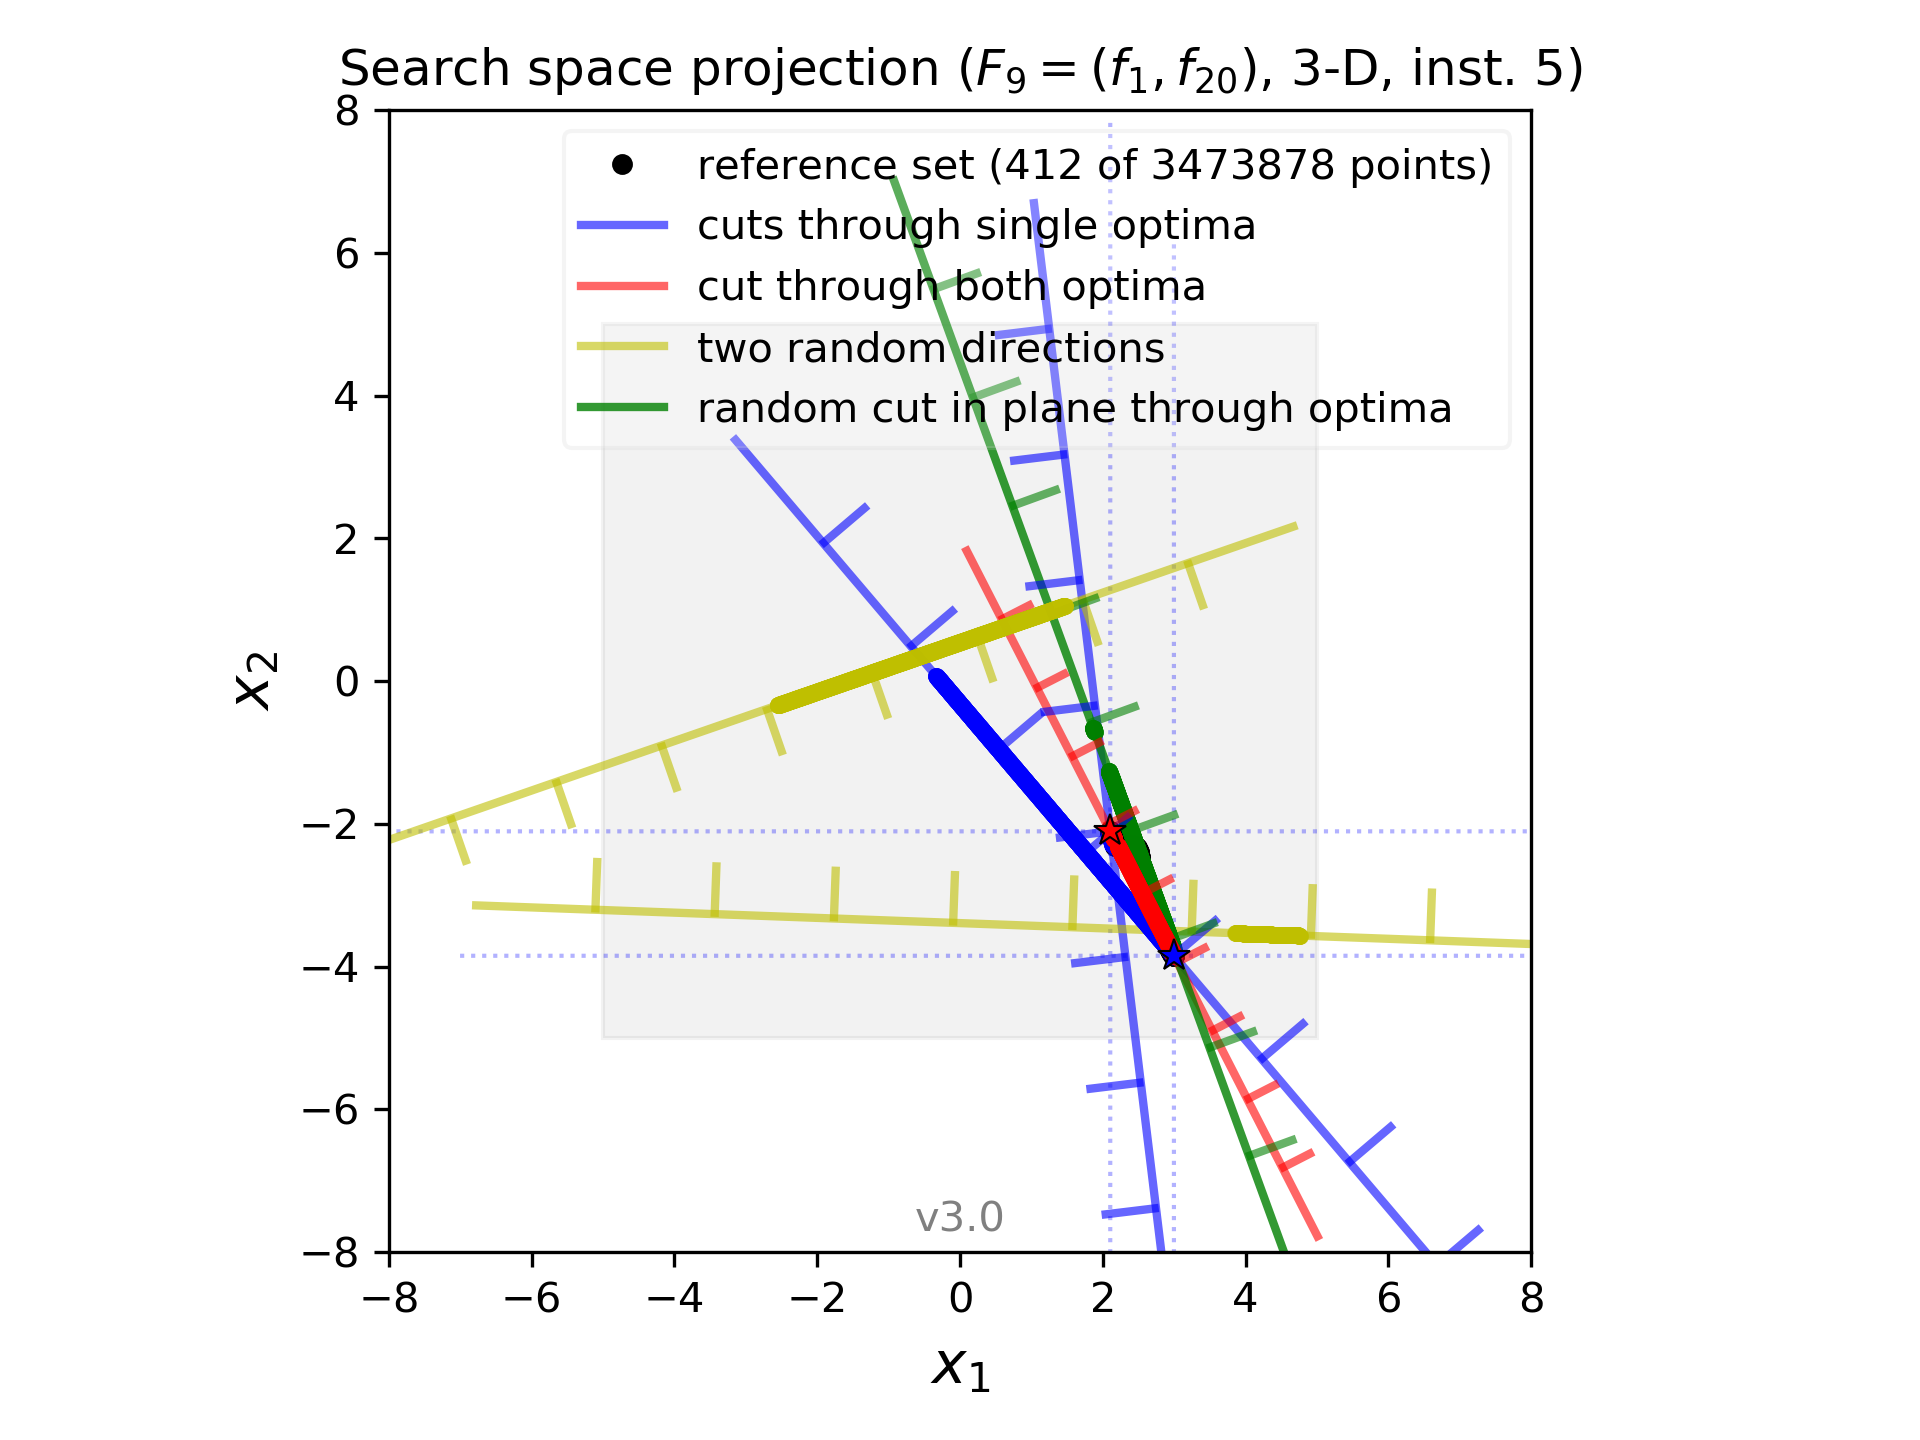 Search space projection (F₉ = (f₁, f₂₀), 3-D, inst. 5)
reference set (412 of 3473878 points)
cuts through single optima
cut through both optima
two random directions
random cut in plane through optima
8
6
4
2
0
−2
−4
−6
−8
x₂
v3.0
−8 −6 −4 −2 0 2 4 6 8
x₁